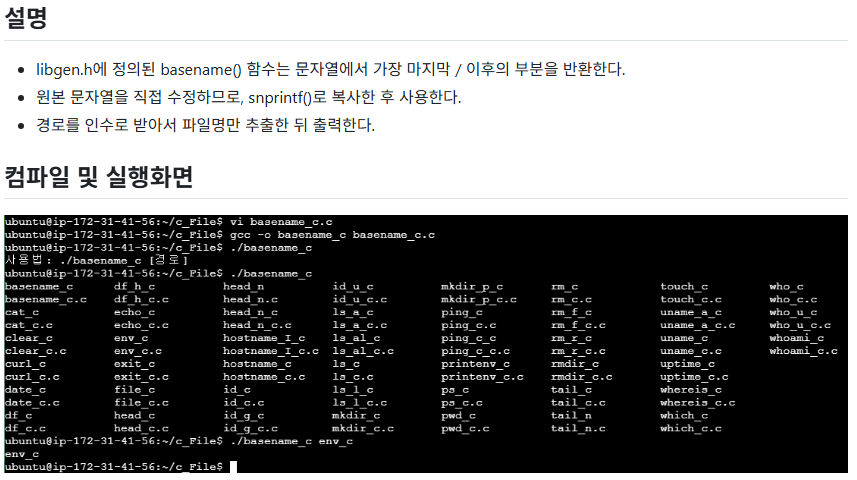 설명
libgen.h에 정의된 basename() 함수는 문자열에서 가장 마지막 / 이후의 부분을 반환한다.
원본 문자열을 직접 수정하므로, snprintf()로 복사한 후 사용한다.
경로를 인수로 받아서 파일명만 추출한 뒤 출력한다.
컴파일 및 실행화면
ubuntu@ip-172-31-41-56:~/c_File$ vi basename_c.c
ubuntu@ip-172-31-41-56:~/c_File$ gcc -o basename_c basename_c.c
ubuntu@ip-172-31-41-56:~/c_File$ ./basename_c
사용법: ./basename_c [경로]
ubuntu@ip-172-31-41-56:~/c_File$ ./basename_c
basename_c df_h_c head_n id_u_c mkdir_p_c rm_c touch_c who_c
basename_c.c df_h_c.c head_n.c id_u_c.c mkdir_p_c.c rm_c.c touch_c.c who_c.c
cat_c echo_c head_n_c ls_a_c ping_c rm_f_c uname_a_c who_u_c
cat_c.c echo_c.c head_n_c.c ls_a_c.c ping_c.c rm_f_c.c uname_a_c.c who_u_c.c
clear_c env_c hostname_I_c ls_al_c ping_c_c rm_r_c uname_c whoami_c
clear_c.c env_c.c hostname_I_c.c ls_al_c.c ping_c_c.c rm_r_c.c uname_c.c whoami_c.c
curl_c exit_c hostname_c ls_c printenv_c rmdir_c uptime_c
curl_c.c exit_c.c hostname_c.c ls_c.c printenv_c.c rmdir_c.c uptime_c.c
date_c file_c id_c ls_l_c ps_c tail_c whereis_c
date_c.c file_c.c id_c.c ls_l_c.c ps_c.c tail_c.c whereis_c.c
df_c head_c id_g_c mkdir_c pwd_c tail_n which_c
df_c.c head_c.c id_g_c.c mkdir_c.c pwd_c.c tail_n.c which_c.c
ubuntu@ip-172-31-41-56:~/c_File$ ./basename_c env_c
env_c
ubuntu@ip-172-31-41-56:~/c_File$